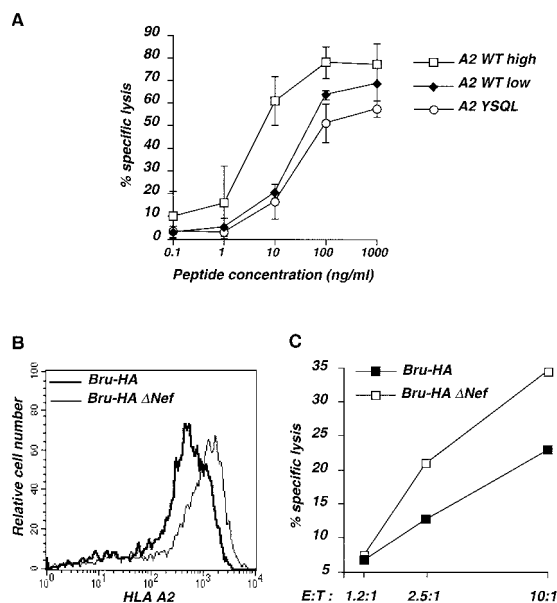 A
A2 WT high
A2 WT low
A2 YSQL
% specific lysis
90
80
70
60
50
40
30
20
10
0
0.1 1 10 100 1000
Peptide concentration (ng/ml)
B
Bru-HA
Bru-HA ΔNef
Relative cell number
100
80
60
40
20
0
10⁰ 10¹ 10² 10³ 10⁴
HLA A2
C
Bru-HA
Bru-HA ΔNef
% specific lysis
35
30
25
20
15
10
5
E:T : 1.2:1 2.5:1 10:1